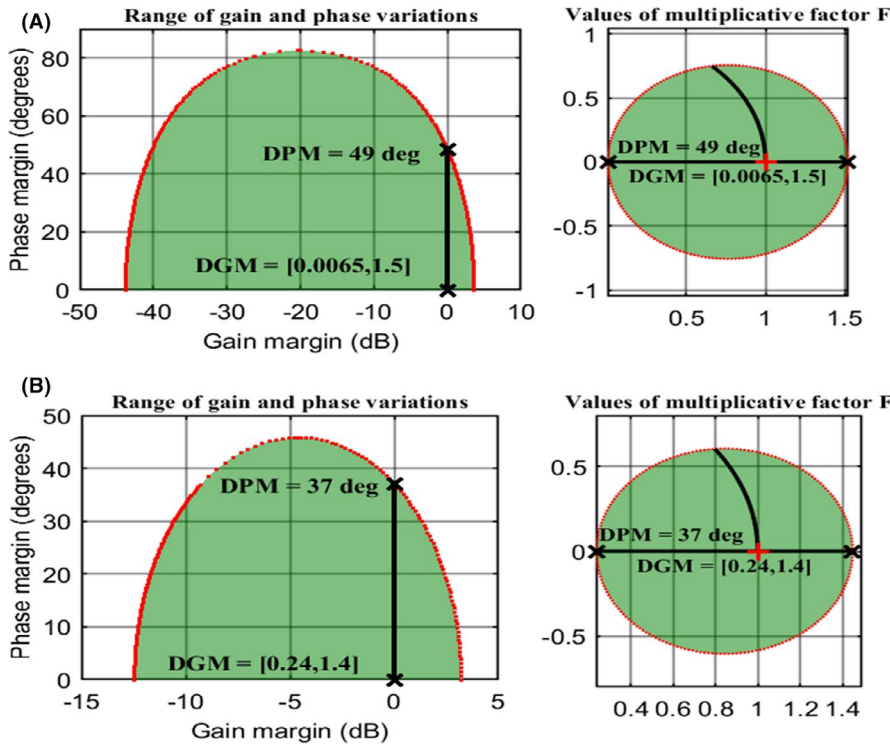 (A)
Range of gain and phase variations
Phase margin (degrees)
80
60
40
20
0
DPM = 49 deg
DGM = [0.0065,1.5]
-50 -40 -30 -20 -10 0 10
Gain margin (dB)
Values of multiplicative factor F
1
0.5
0
-0.5
-1
DPM = 49 deg
DGM = [0.0065,1.5]
0.5 1 1.5
(B)
Range of gain and phase variations
Phase margin (degrees)
50
40
30
20
10
0
DPM = 37 deg
DGM = [0.24,1.4]
-15 -10 -5 0 5
Gain margin (dB)
Values of multiplicative factor F
0.5
0
-0.5
DPM = 37 deg
DGM = [0.24,1.4]
0.4 0.6 0.8 1 1.2 1.4